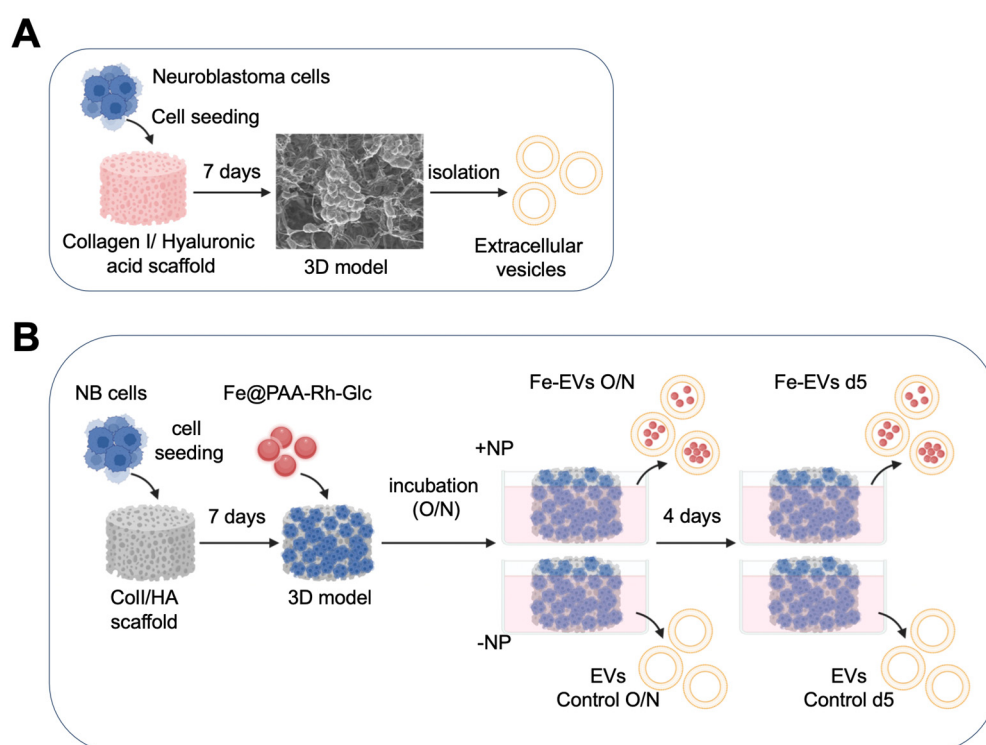 A
Neuroblastoma cells
Cell seeding
7 days
isolation
Collagen I/ Hyaluronic
acid scaffold
3D model
Extracellular
vesicles
B
NB cells
Fe@PAA-Rh-Glc
Fe-EVs O/N
Fe-EVs d5
cell
seeding
+NP
incubation
(O/N)
7 days
4 days
ColI/HA
scaffold
3D model
-NP
EVs
Control O/N
EVs
Control d5